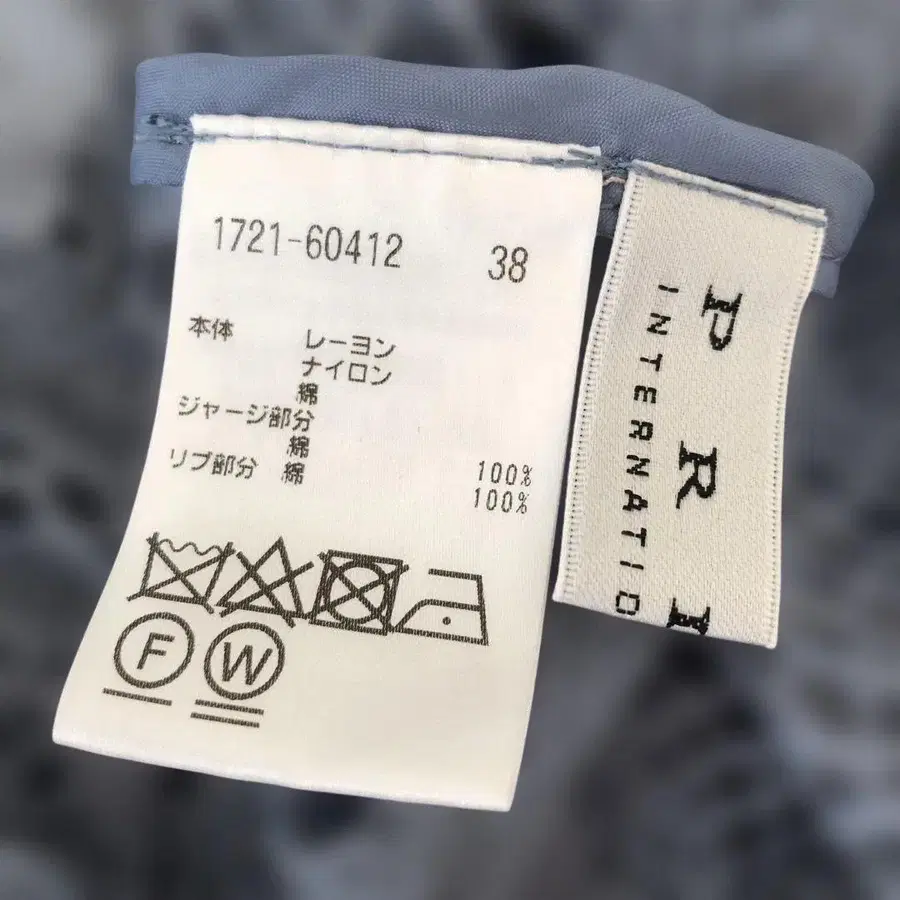 1721-60412 38
本体 レーヨン
ナイロン
綿
ジャージ部分
綿 100%
リブ部分 綿 100%
F W
P R
INTERNATIO